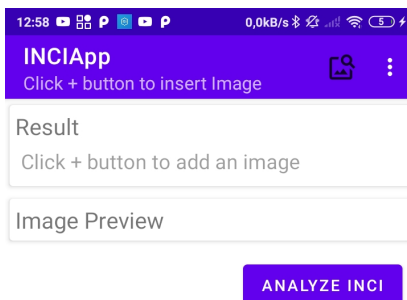 12:58 0,0kB/s 5
INCIApp
Click + button to insert Image
Result
Click + button to add an image
Image Preview
ANALYZE INCI